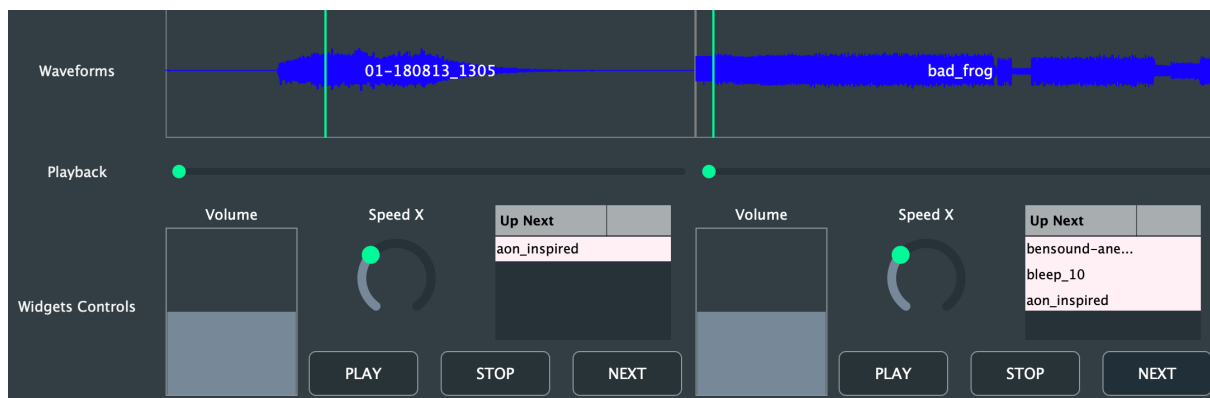 Waveforms
01-180813_1305
bad_frog
Playback
Widgets Controls
Volume
Speed X
Up Next
aon_inspired
PLAY
STOP
NEXT
Volume
Speed X
Up Next
bensound-ane...
bleep_10
aon_inspired
PLAY
STOP
NEXT